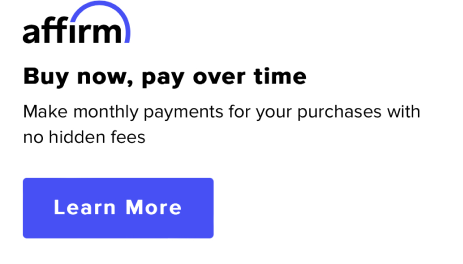 affirm
Buy now, pay over time
Make monthly payments for your purchases with
no hidden fees
Learn More